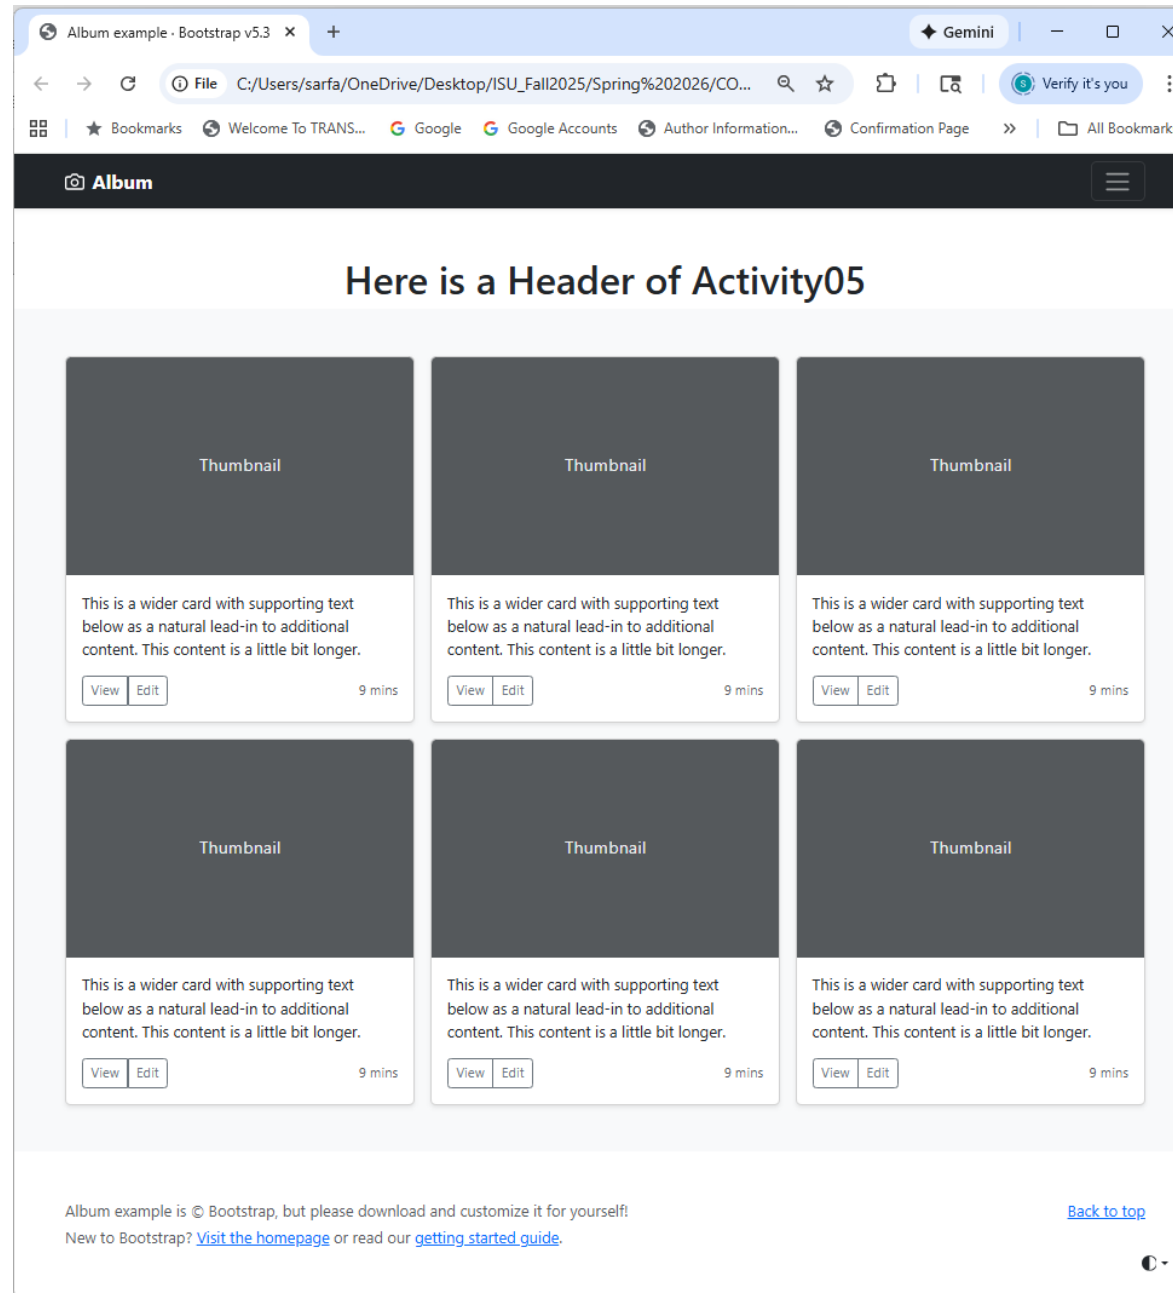 Album example · Bootstrap v5.3
Gemini
File C:/Users/sarfa/OneDrive/Desktop/ISU_Fall2025/Spring%202026/CO...
S Verify it's you
Bookmarks Welcome To TRANS... Google Google Accounts Author Information... Confirmation Page » All Bookmark
Album
Here is a Header of Activity05
Thumbnail Thumbnail Thumbnail
This is a wider card with supporting text This is a wider card with supporting text This is a wider card with supporting text
below as a natural lead-in to additional below as a natural lead-in to additional below as a natural lead-in to additional
content. This content is a little bit longer. content. This content is a little bit longer. content. This content is a little bit longer.
View Edit 9 mins View Edit 9 mins View Edit 9 mins
Thumbnail Thumbnail Thumbnail
This is a wider card with supporting text This is a wider card with supporting text This is a wider card with supporting text
below as a natural lead-in to additional below as a natural lead-in to additional below as a natural lead-in to additional
content. This content is a little bit longer. content. This content is a little bit longer. content. This content is a little bit longer.
View Edit 9 mins View Edit 9 mins View Edit 9 mins
Album example is © Bootstrap, but please download and customize it for yourself! Back to top
New to Bootstrap? Visit the homepage or read our getting started guide.